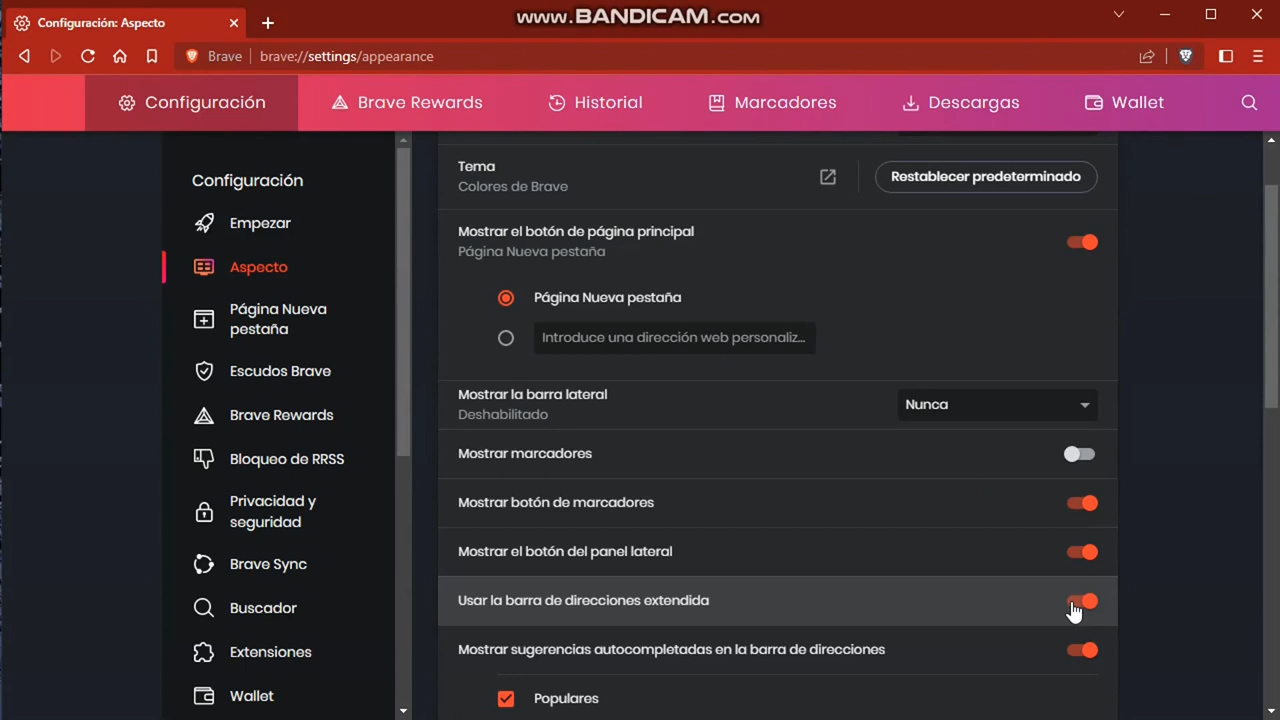 Configuración: Aspecto
www.BANDICAM.com
Brave brave://settings/appearance
Configuración Brave Rewards Historial Marcadores Descargas Wallet
Configuración
Empezar
Aspecto
Página Nueva
pestaña
Escudos Brave
Brave Rewards
Bloqueo de RRSS
Privacidad y
seguridad
Brave Sync
Buscador
Extensiones
Wallet
Tema
Colores de Brave
Restablecer predeterminado
Mostrar el botón de página principal
Página Nueva pestaña
Página Nueva pestaña
Introduce una dirección web personaliz...
Mostrar la barra lateral
Deshabilitado
Nunca
Mostrar marcadores
Mostrar botón de marcadores
Mostrar el botón del panel lateral
Usar la barra de direcciones extendida
Mostrar sugerencias autocompletadas en la barra de direcciones
Populares